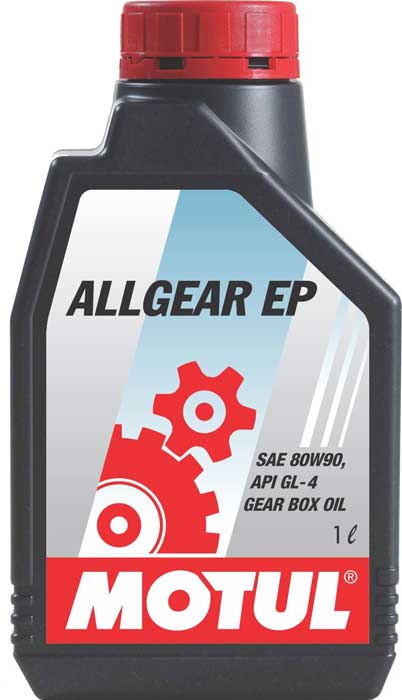 ALLGEAR EP
SAE 80W90,
API GL-4
GEAR BOX OIL
1 ℓ
MOTUL®